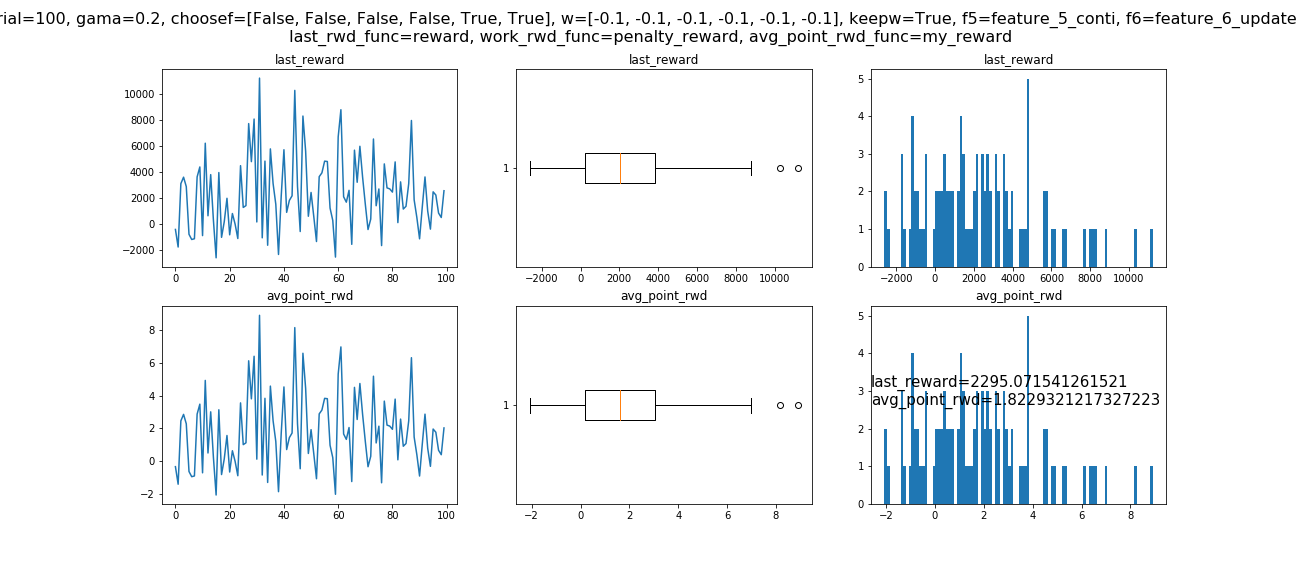 rial=100, gama=0.2, choosef=[False, False, False, False, True, True], w=[-0.1, -0.1, -0.1, -0.1, -0.1, -0.1], keepw=True, f5=feature_5_conti, f6=feature_6_update
last_rwd_func=reward, work_rwd_func=penalty_reward, avg_point_rwd_func=my_reward
last_reward
10000
8000
6000
4000
2000
0
−2000
0 20 40 60 80 100
last_reward
1
−2000 0 2000 4000 6000 8000 10000
last_reward
5
4
3
2
1
0
−2000 0 2000 4000 6000 8000 10000
avg_point_rwd
8
6
4
2
0
−2
0 20 40 60 80 100
avg_point_rwd
1
−2 0 2 4 6 8
avg_point_rwd
5
4
3
2
1
0
−2 0 2 4 6 8
last_reward=2295.071541261521
avg_point_rwd=1.8229321217327223